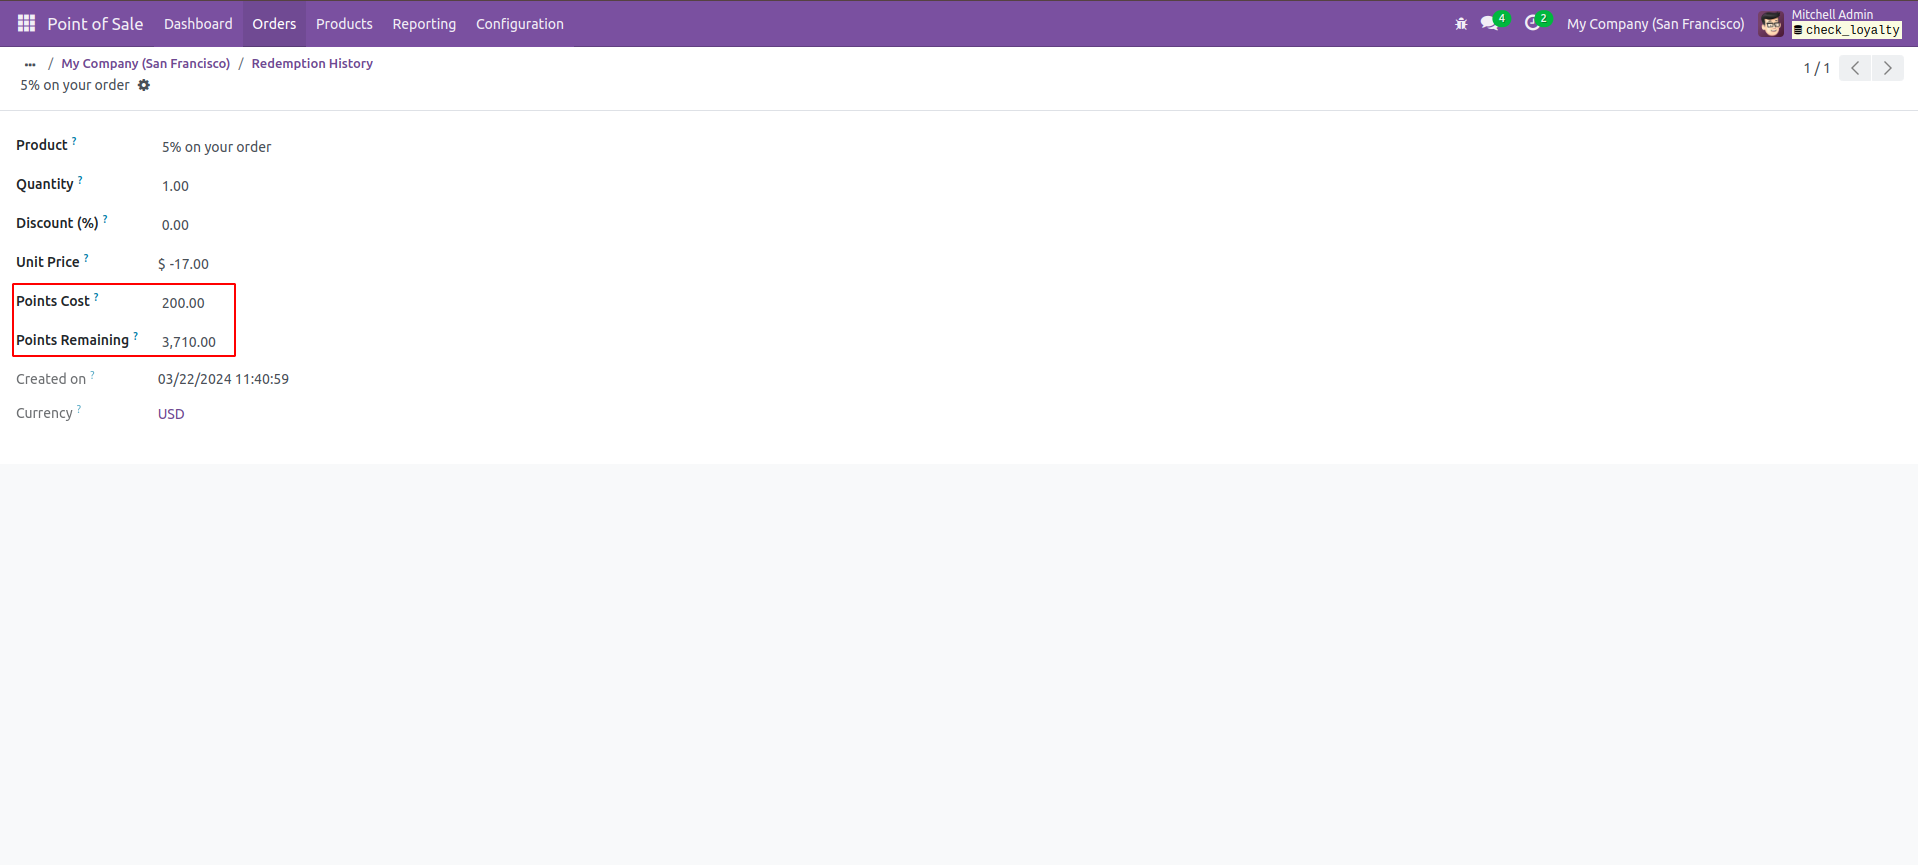 Point of Sale Dashboard Orders Products Reporting Configuration 4 2 My Company (San Francisco) Mitchell Admin
check_loyalty
... / My Company (San Francisco) / Redemption History
5% on your order
1 / 1
Product ? 5% on your order
Quantity ? 1.00
Discount (%) ? 0.00
Unit Price ? $ -17.00
Points Cost ? 200.00
Points Remaining ? 3,710.00
Created on ? 03/22/2024 11:40:59
Currency ? USD